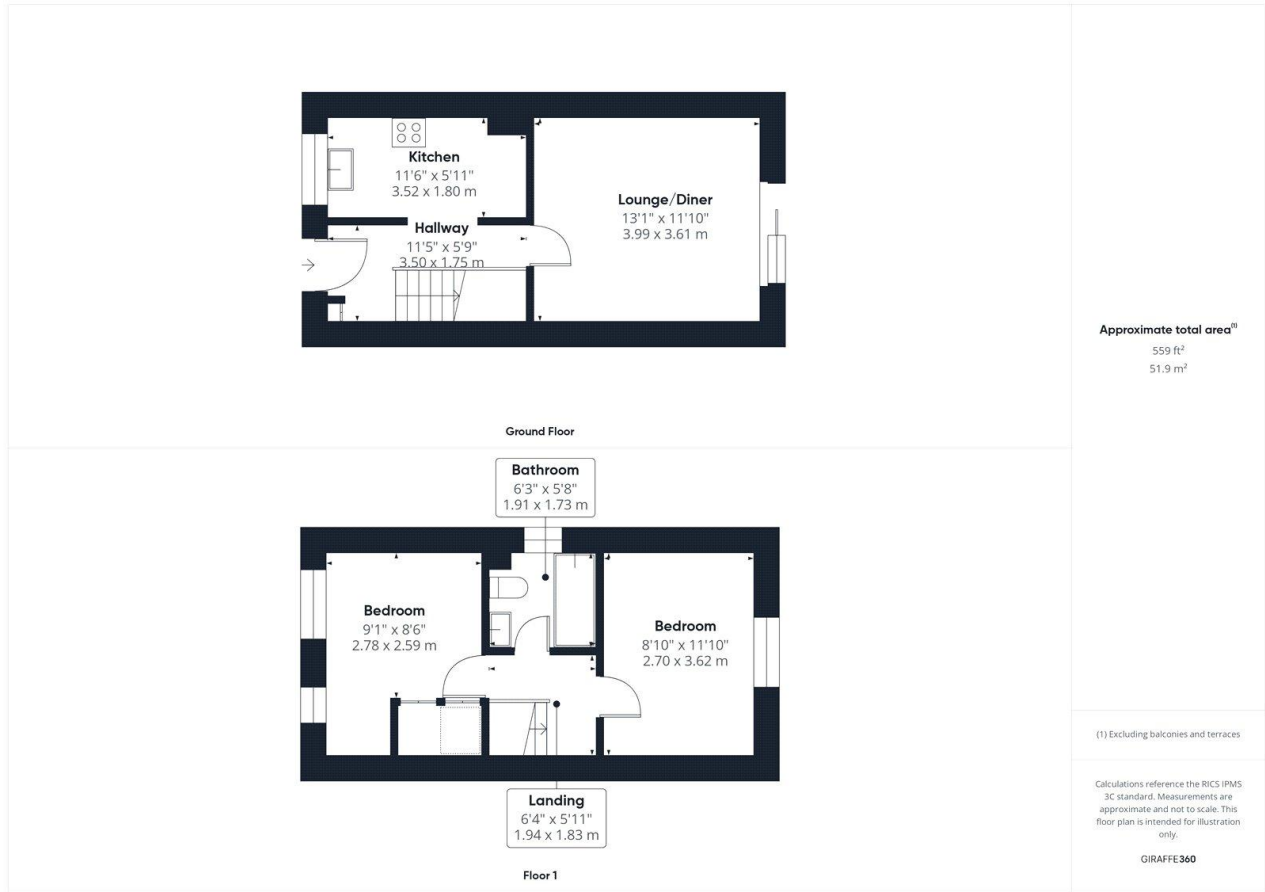 Kitchen
11'6" x 5'11"
3.52 x 1.80 m
Hallway
11'5" x 5'9"
3.50 x 1.75 m
Lounge/Diner
13'1" x 11'10"
3.99 x 3.61 m
Ground Floor
Bathroom
6'3" x 5'8"
1.91 x 1.73 m
Bedroom
9'1" x 8'6"
2.78 x 2.59 m
Bedroom
8'10" x 11'10"
2.70 x 3.62 m
Landing
6'4" x 5'11"
1.94 x 1.83 m
Floor 1
Approximate total area(1)
559 ft²
51.9 m²
(1) Excluding balconies and terraces
Calculations reference the RICS IPMS
3C standard. Measurements are
approximate and not to scale. This
floor plan is intended for illustration
only.
GIRAFFE360